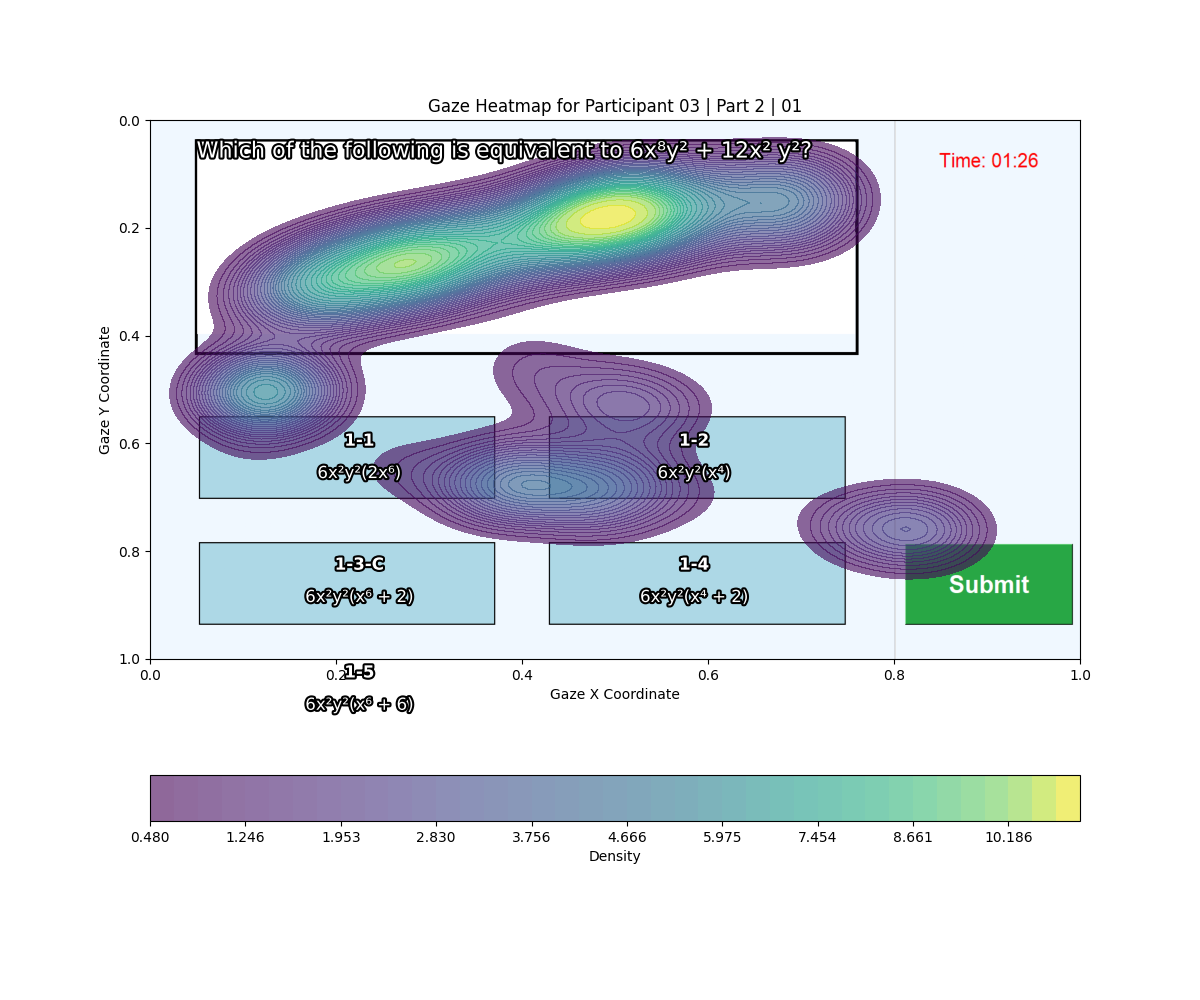 Gaze Heatmap for Participant 03 | Part 2 | 01
Which of the following is equivalent to 6x⁸y² + 12x² y²?
Time: 01:26
0.0
0.2
0.4
0.6
0.8
1.0
Gaze Y Coordinate
1-1
6x²y²(2x⁶)
1-2
6x²y²(x⁴)
1-3-C
6x²y²(x⁶ + 2)
1-4
6x²y²(x⁴ + 2)
Submit
0.0
0.2
0.4
0.6
0.8
1.0
1-5
6x²y²(x⁶ + 6)
Gaze X Coordinate
0.480
1.246
1.953
2.830
3.756
4.666
5.975
7.454
8.661
10.186
Density